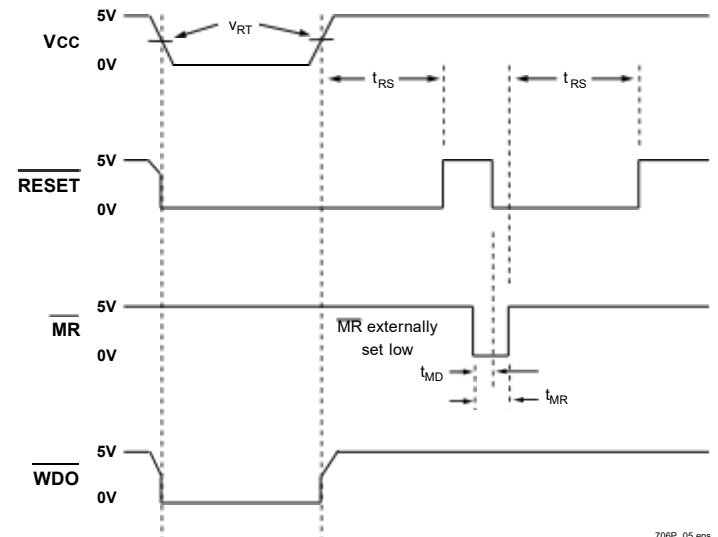 5V
VRT
VCC
0V
tRS
tRS
5V
RESET
0V
5V
MR
MR externally
set low
0V
tMD
tMR
5V
WDO
0V
706P_05.eps